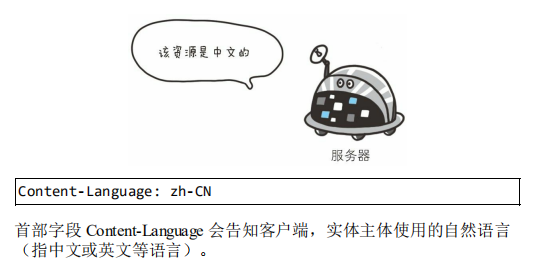 该资源是中文的
服务器
Content-Language: zh-CN
首部字段 Content-Language 会告知客户端，实体主体使用的自然语言
（指中文或英文等语言）。